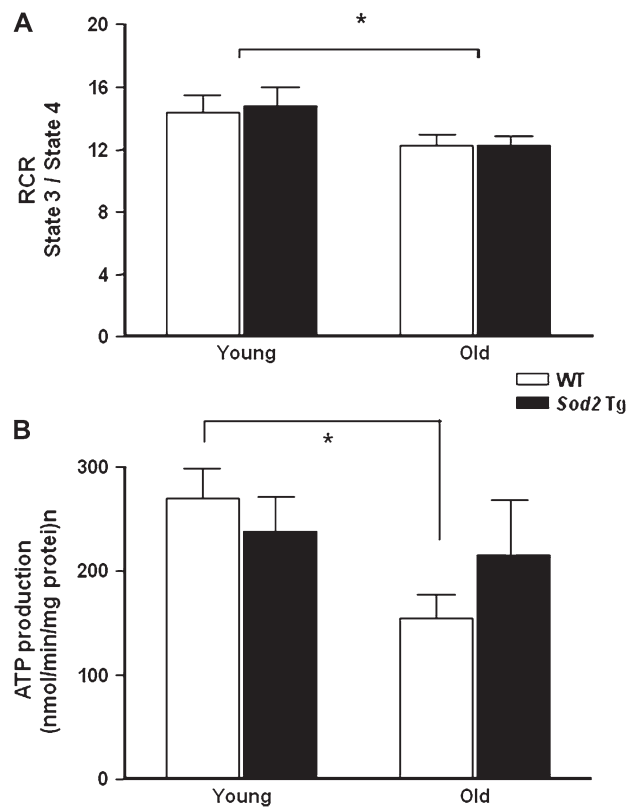 A
*
20
16
12
8
4
0
RCR
State 3 / State 4
Young Old
WT
Sod2 Tg
B
*
300
200
100
0
ATP production
(nmol/min/mg protei)n
Young Old